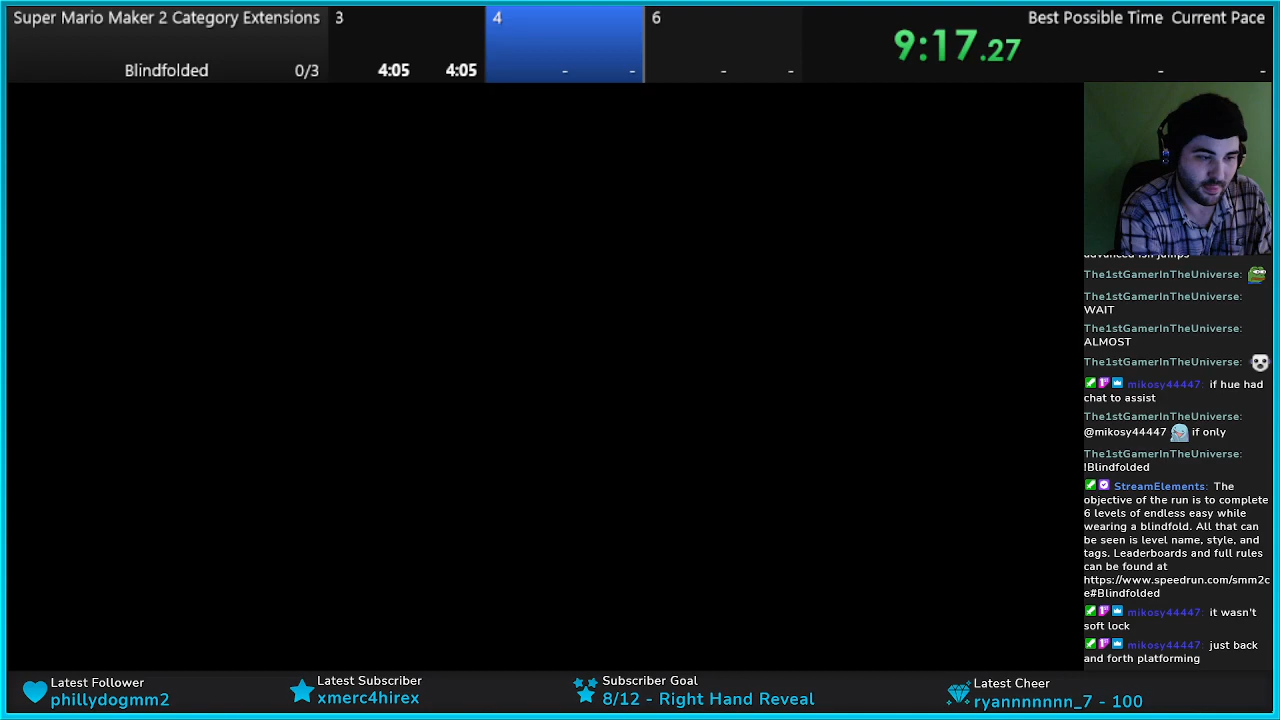 Super Mario Maker 2 Category Extensions
Blindfolded 0/3
3
4:05 4:05
4
- -
6
- -
9:17.27
Best Possible Time Current Pace
- -
The1stGamerInTheUniverse:
The1stGamerInTheUniverse:
WAIT
The1stGamerInTheUniverse:
ALMOST
The1stGamerInTheUniverse:
mikosy44447: if hue had
chat to assist
The1stGamerInTheUniverse:
@mikosy44447 if only
The1stGamerInTheUniverse:
!Blindfolded
StreamElements: The
objective of the run is to complete
6 levels of endless easy while
wearing a blindfold. All that can
be seen is level name, style, and
tags. Leaderboards and full rules
can be found at
https://www.speedrun.com/smm2c
e#Blindfolded
mikosy44447: it wasn't
soft lock
mikosy44447: just back
and forth platforming
Latest Follower
phillydogmm2
Latest Subscriber
xmerc4hirex
Subscriber Goal
8/12 - Right Hand Reveal
Latest Cheer
ryannnnnnn_7 - 100